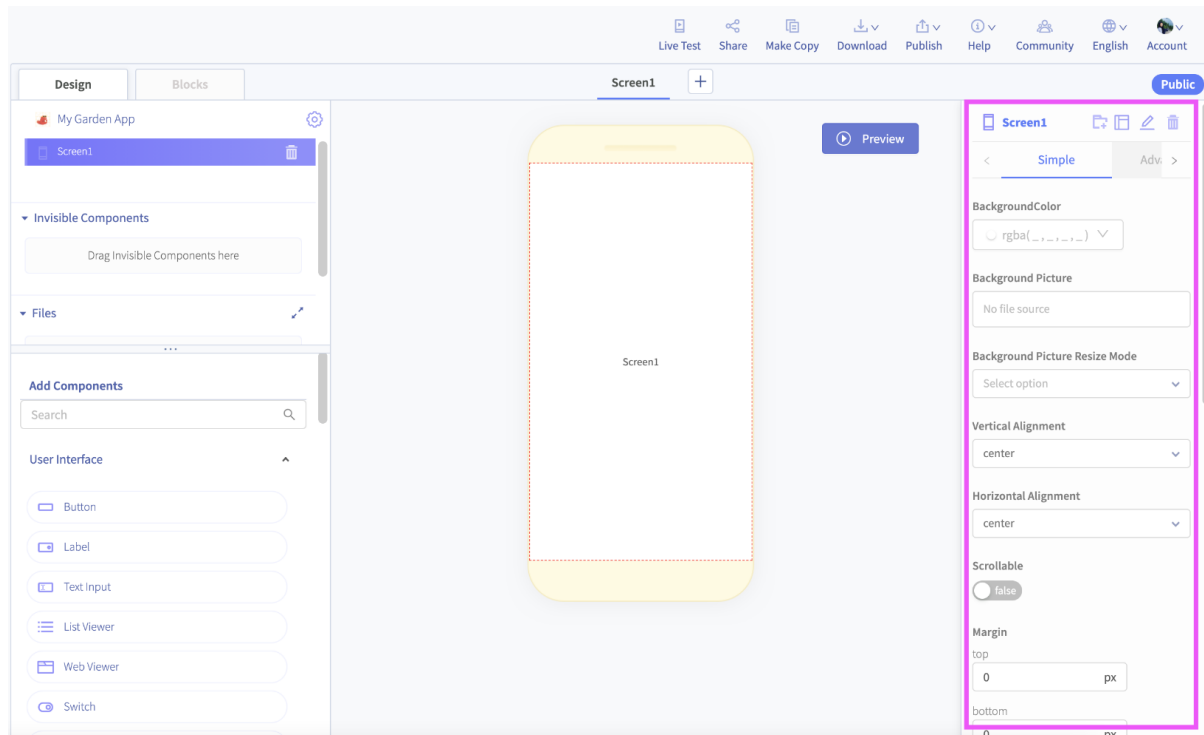 Live Test Share Make Copy Download Publish Help Community English Account
Design Blocks
Screen1 +
Public
My Garden App
Screen1
Invisible Components
Drag Invisible Components here
Files
Add Components
Search
User Interface
Button
Label
Text Input
List Viewer
Web Viewer
Switch
Preview
Screen1
Screen1
Simple Adv
BackgroundColor
rgba(_,_,_,_)
Background Picture
No file source
Background Picture Resize Mode
Select option
Vertical Alignment
center
Horizontal Alignment
center
Scrollable
false
Margin
top
0 px
bottom
0 px